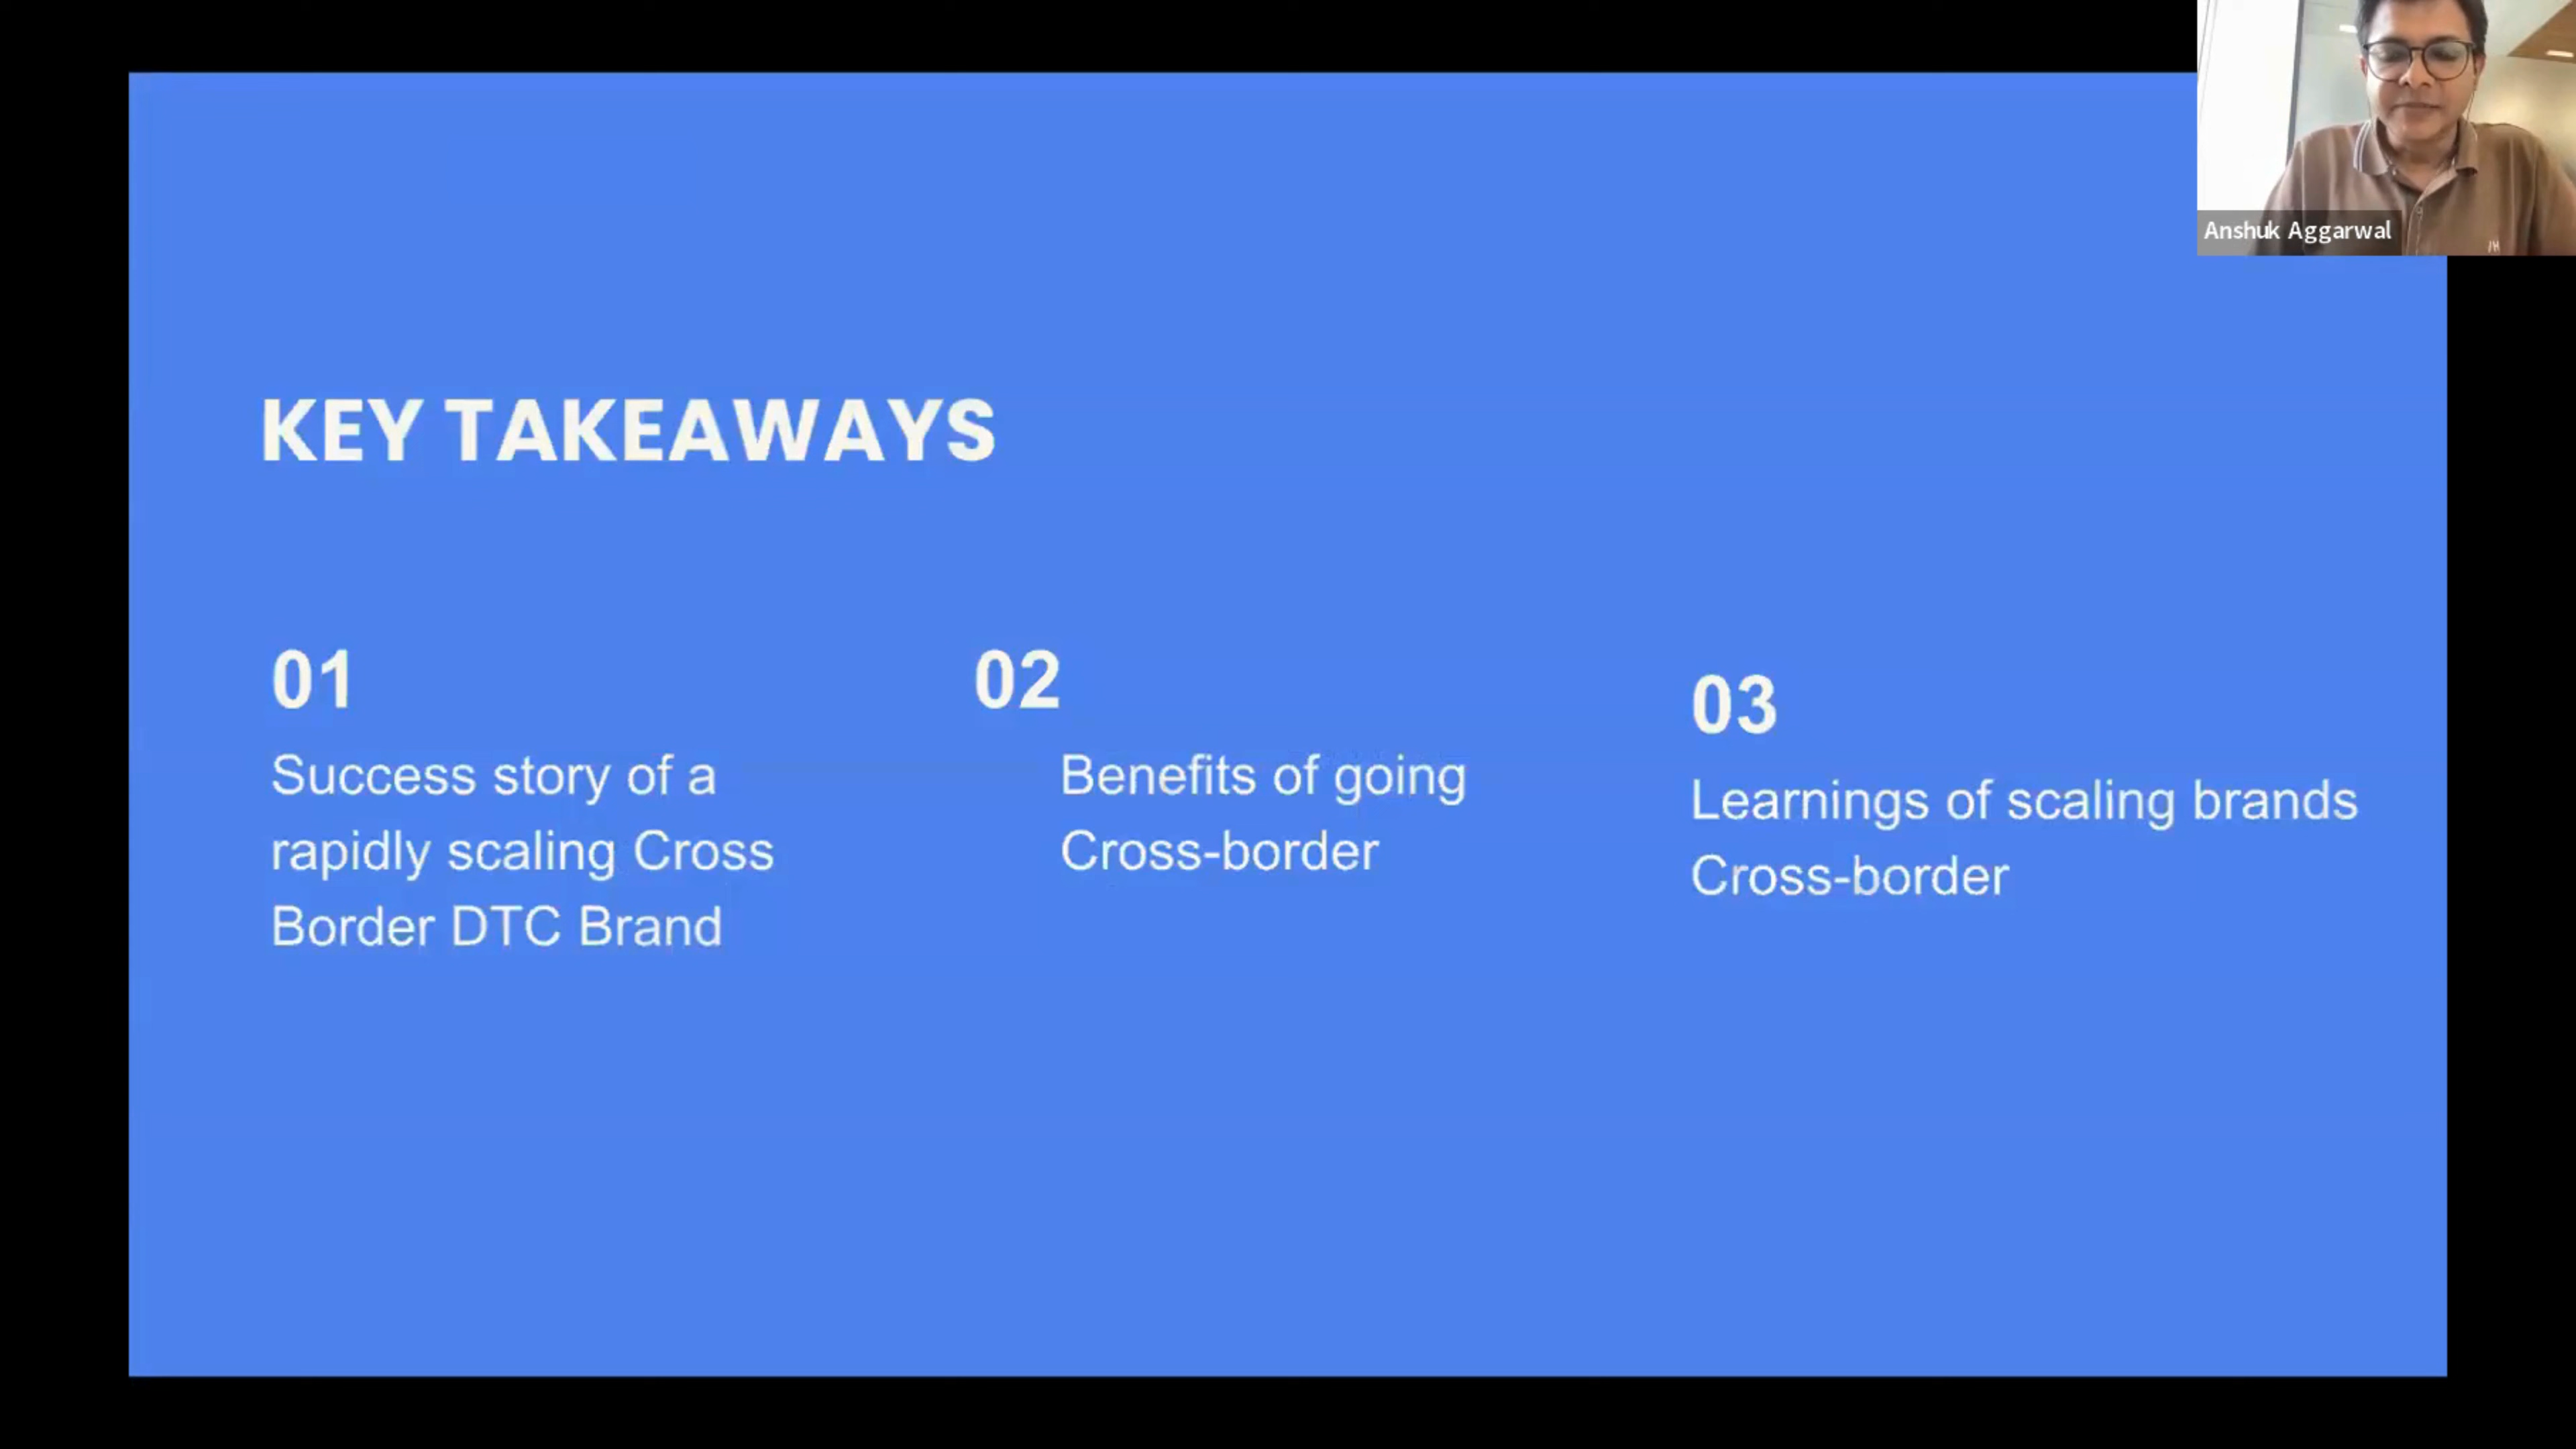 Anshuk Aggarwal
KEY TAKEAWAYS
01
Success story of a
rapidly scaling Cross
Border DTC Brand
02
Benefits of going
Cross-border
03
Learnings of scaling brands
Cross-border